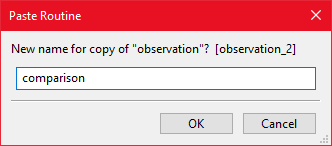 Paste Routine
New name for copy of "observation"? [observation_2]
comparison
OK
Cancel